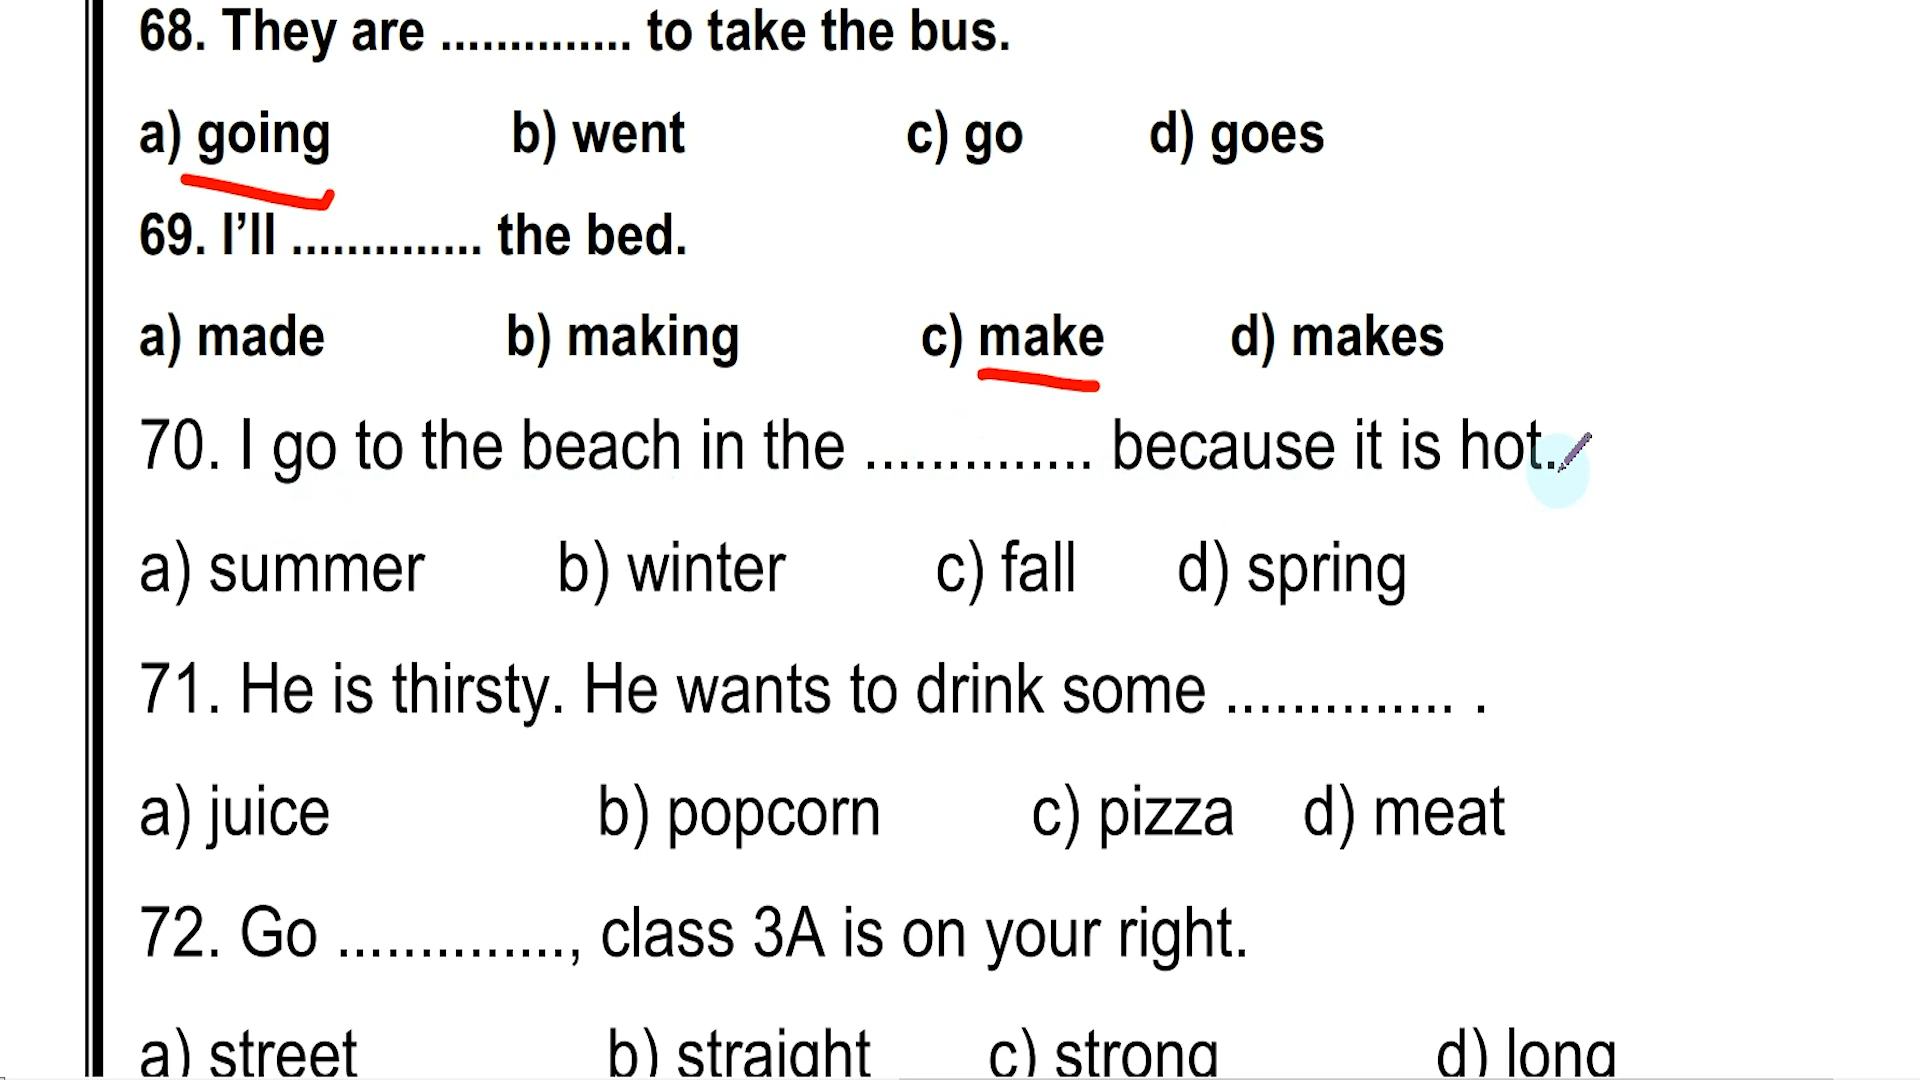 68. They are .............. to take the bus.
a) going b) went c) go d) goes
69. I’ll .............. the bed.
a) made b) making c) make d) makes
70. I go to the beach in the .............. because it is hot.
a) summer b) winter c) fall d) spring
71. He is thirsty. He wants to drink some .............. .
a) juice b) popcorn c) pizza d) meat
72. Go .............., class 3A is on your right.
a) street b) straight c) strong d) long